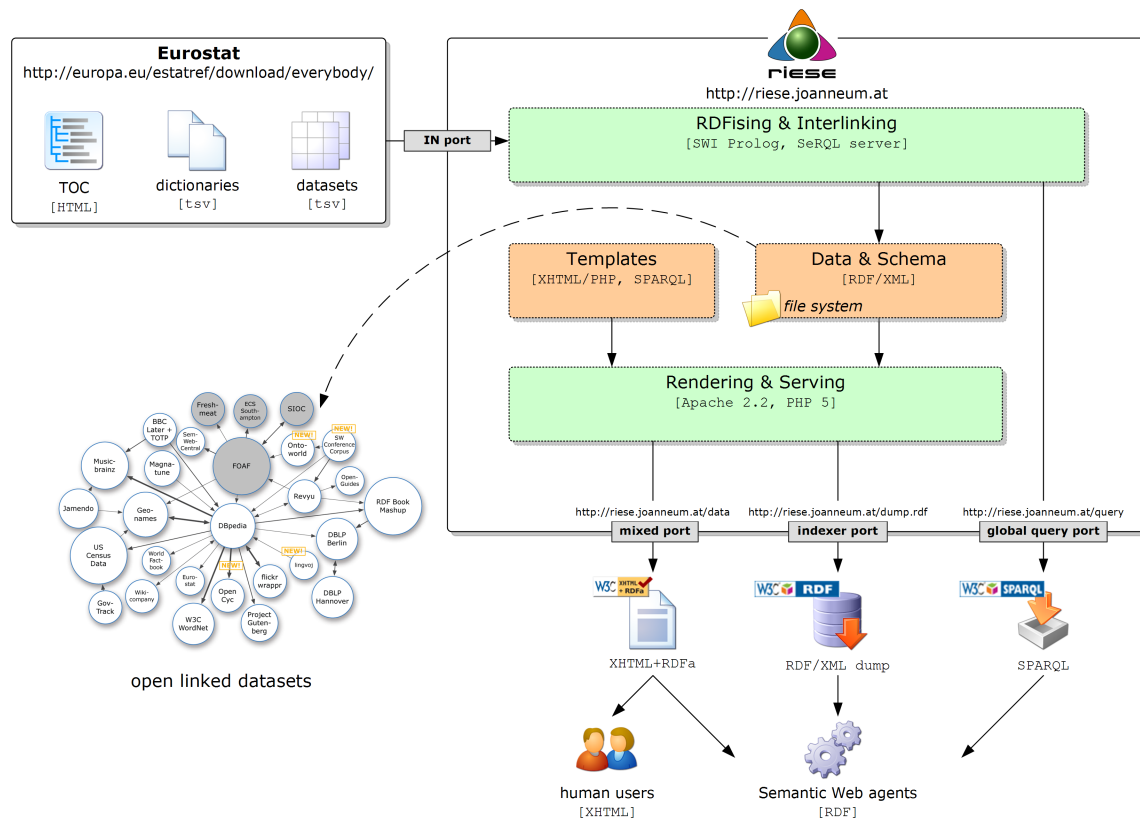 Eurostat
http://europa.eu/estatref/download/everybody/
TOC
[HTML]
dictionaries
[tsv]
datasets
[tsv]
IN port
riese
http://riese.joanneum.at
RDFising & Interlinking
[SWI Prolog, SeRQL server]
Templates
[XHTML/PHP, SPARQL]
Data & Schema
[RDF/XML]
file system
Rendering & Serving
[Apache 2.2, PHP 5]
http://riese.joanneum.at/data
http://riese.joanneum.at/dump.rdf
http://riese.joanneum.at/query
mixed port
indexer port
global query port
W3C XHTML + RDFa
W3C RDF
W3C SPARQL
XHTML+RDFa
RDF/XML dump
SPARQL
human users
[XHTML]
Semantic Web agents
[RDF]
Fresh-
meat
ECS
South-
ampton
SIOC
BBC
Later +
TOTP
Sem-
Web-
Central
NEW!
Onto-
world
NEW!
SW
Conference
Corpus
Music-
brainz
Magna-
tune
FOAF
Open-
Guides
Revyu
RDF Book
Mashup
Jamendo
Geo-
names
DBpedia
US
Census
Data
World
Fact-
book
DBLP
Berlin
NEW!
lingvoj
Euro-
stat
NEW!
Open
Cyc
flickr
wrappr
Gov-
Track
Wiki-
company
W3C
WordNet
Project
Guten-
berg
DBLP
Hannover
open linked datasets